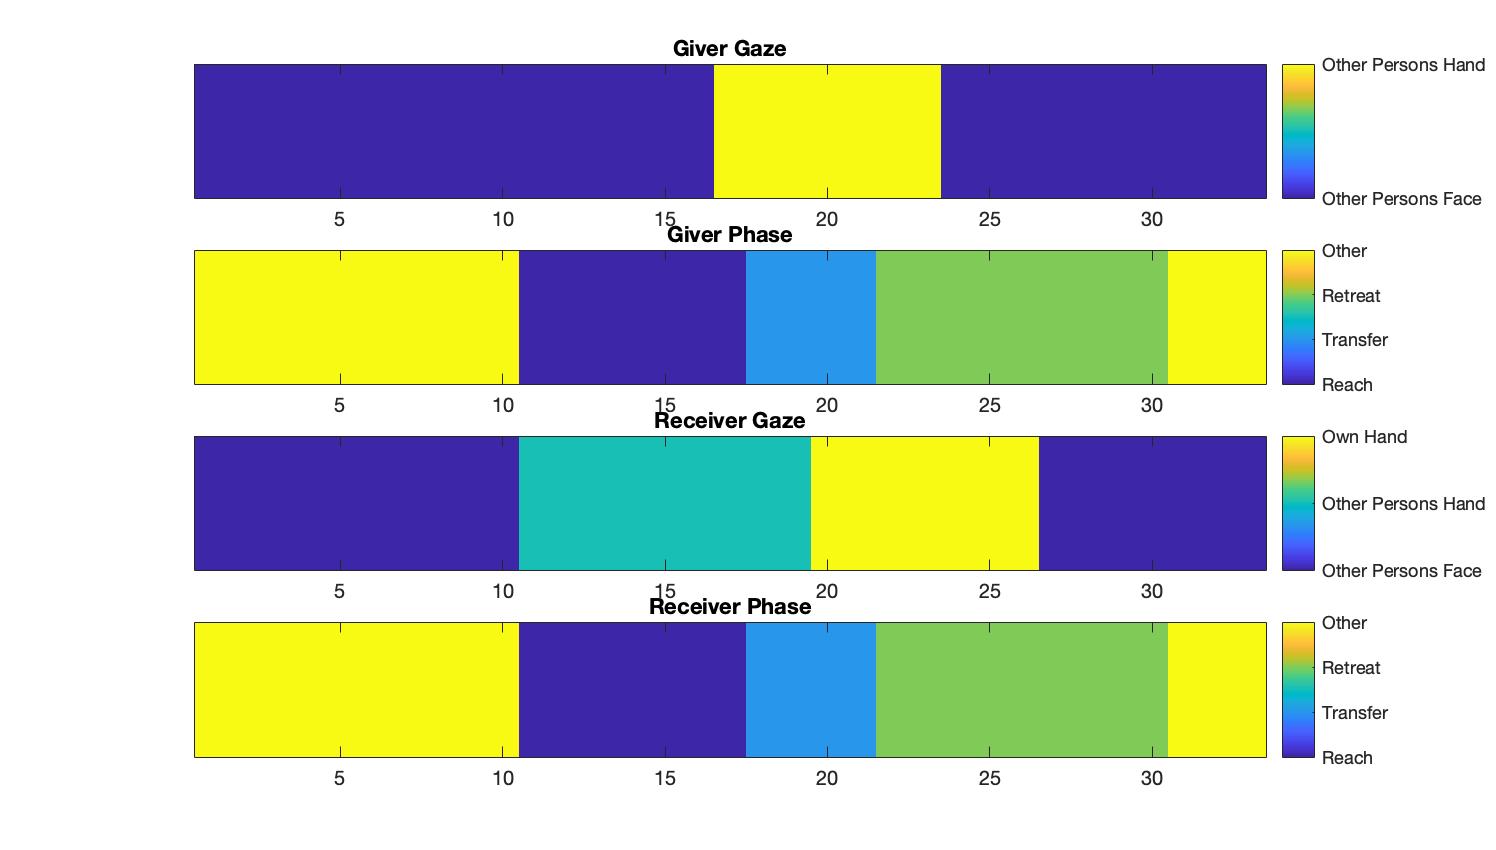 Giver Gaze
Other Persons Hand
Other Persons Face
5 10 15 20 25 30
Giver Phase
Other
Retreat
Transfer
Reach
5 10 15 20 25 30
Receiver Gaze
Own Hand
Other Persons Hand
Other Persons Face
5 10 15 20 25 30
Receiver Phase
Other
Retreat
Transfer
Reach
5 10 15 20 25 30